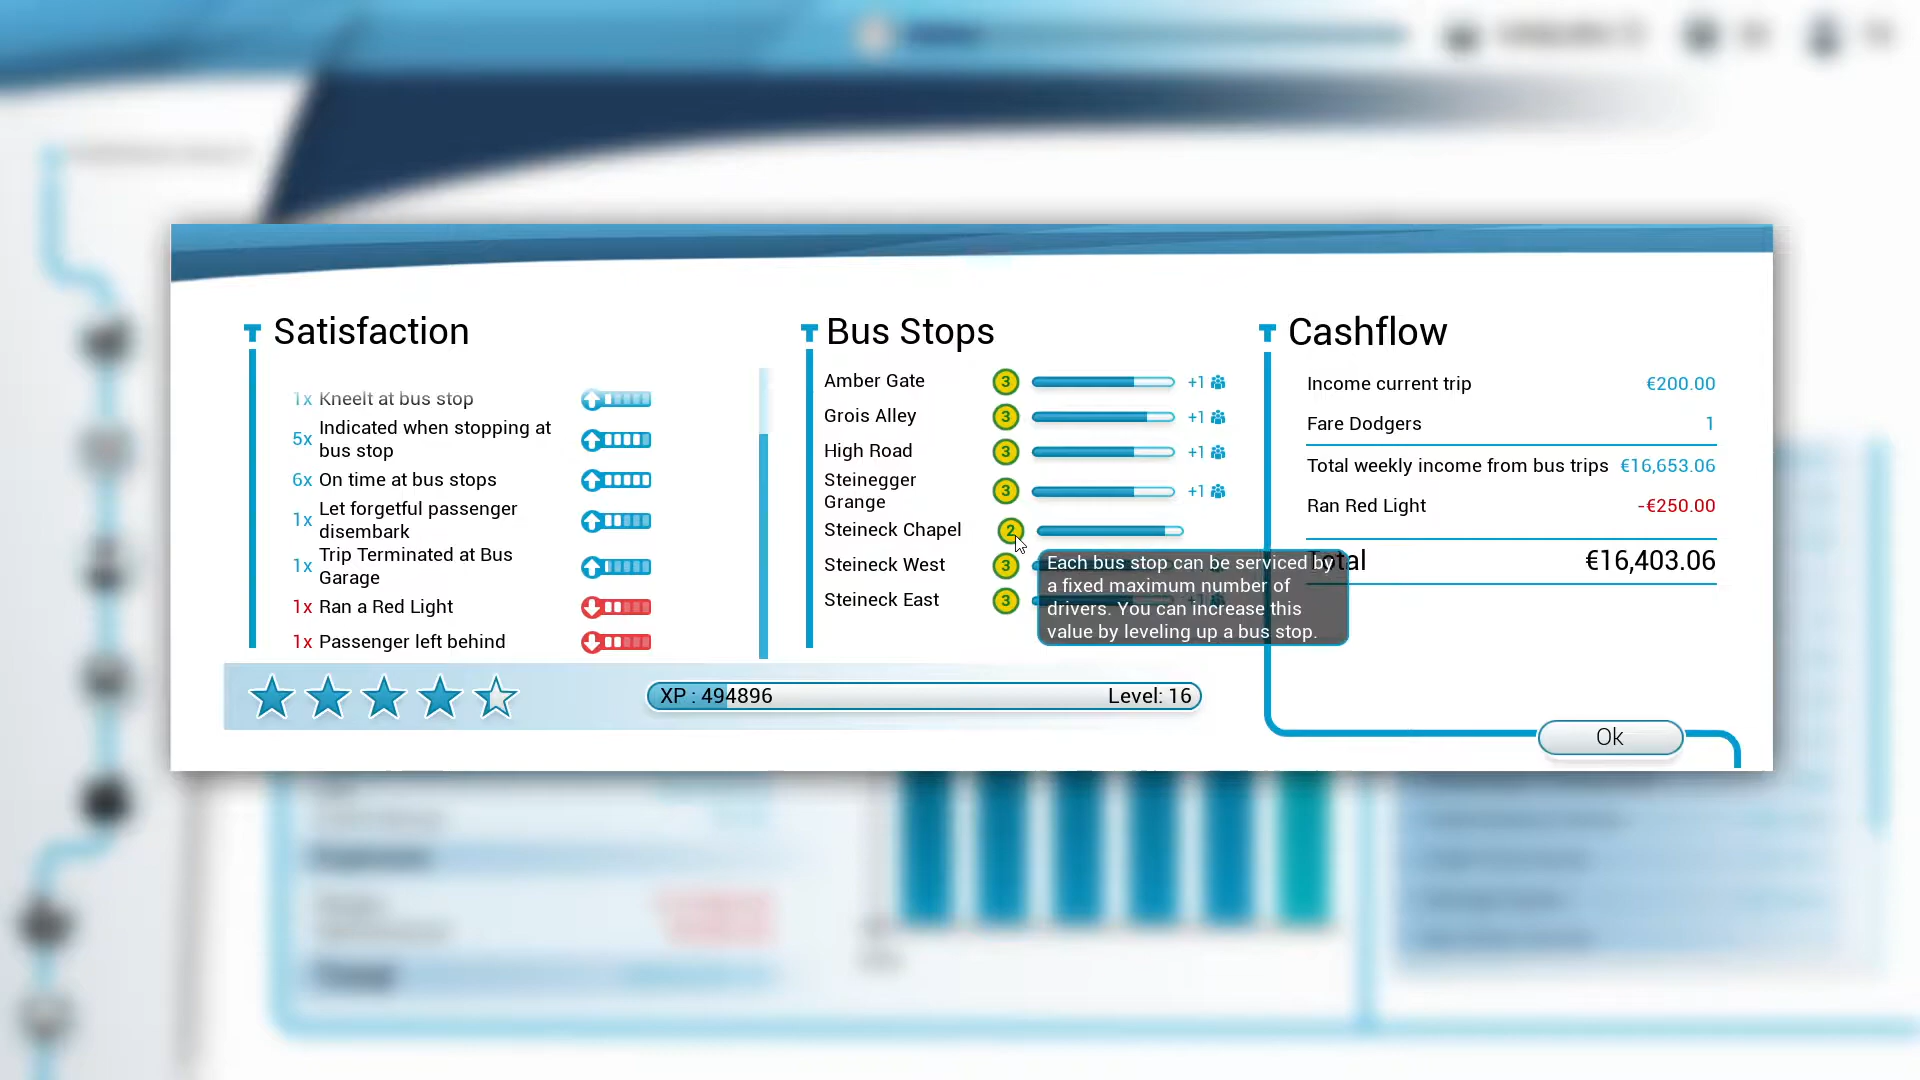 Satisfaction
1x Kneelt at bus stop
5x Indicated when stopping at
bus stop
6x On time at bus stops
1x Let forgetful passenger
disembark
1x Trip Terminated at Bus
Garage
1x Ran a Red Light
1x Passenger left behind
Bus Stops
Amber Gate 3 +1
Grois Alley 3 +1
High Road 3 +1
Steinegger
Grange 3 +1
Steineck Chapel 2
Steineck West 3
Steineck East 3 +1
Each bus stop can be serviced by
a fixed maximum number of
drivers. You can increase this
value by leveling up a bus stop.
Cashflow
Income current trip €200.00
Fare Dodgers 1
Total weekly income from bus trips €16,653.06
Ran Red Light -€250.00
Total €16,403.06
XP : 494896 Level: 16
Ok